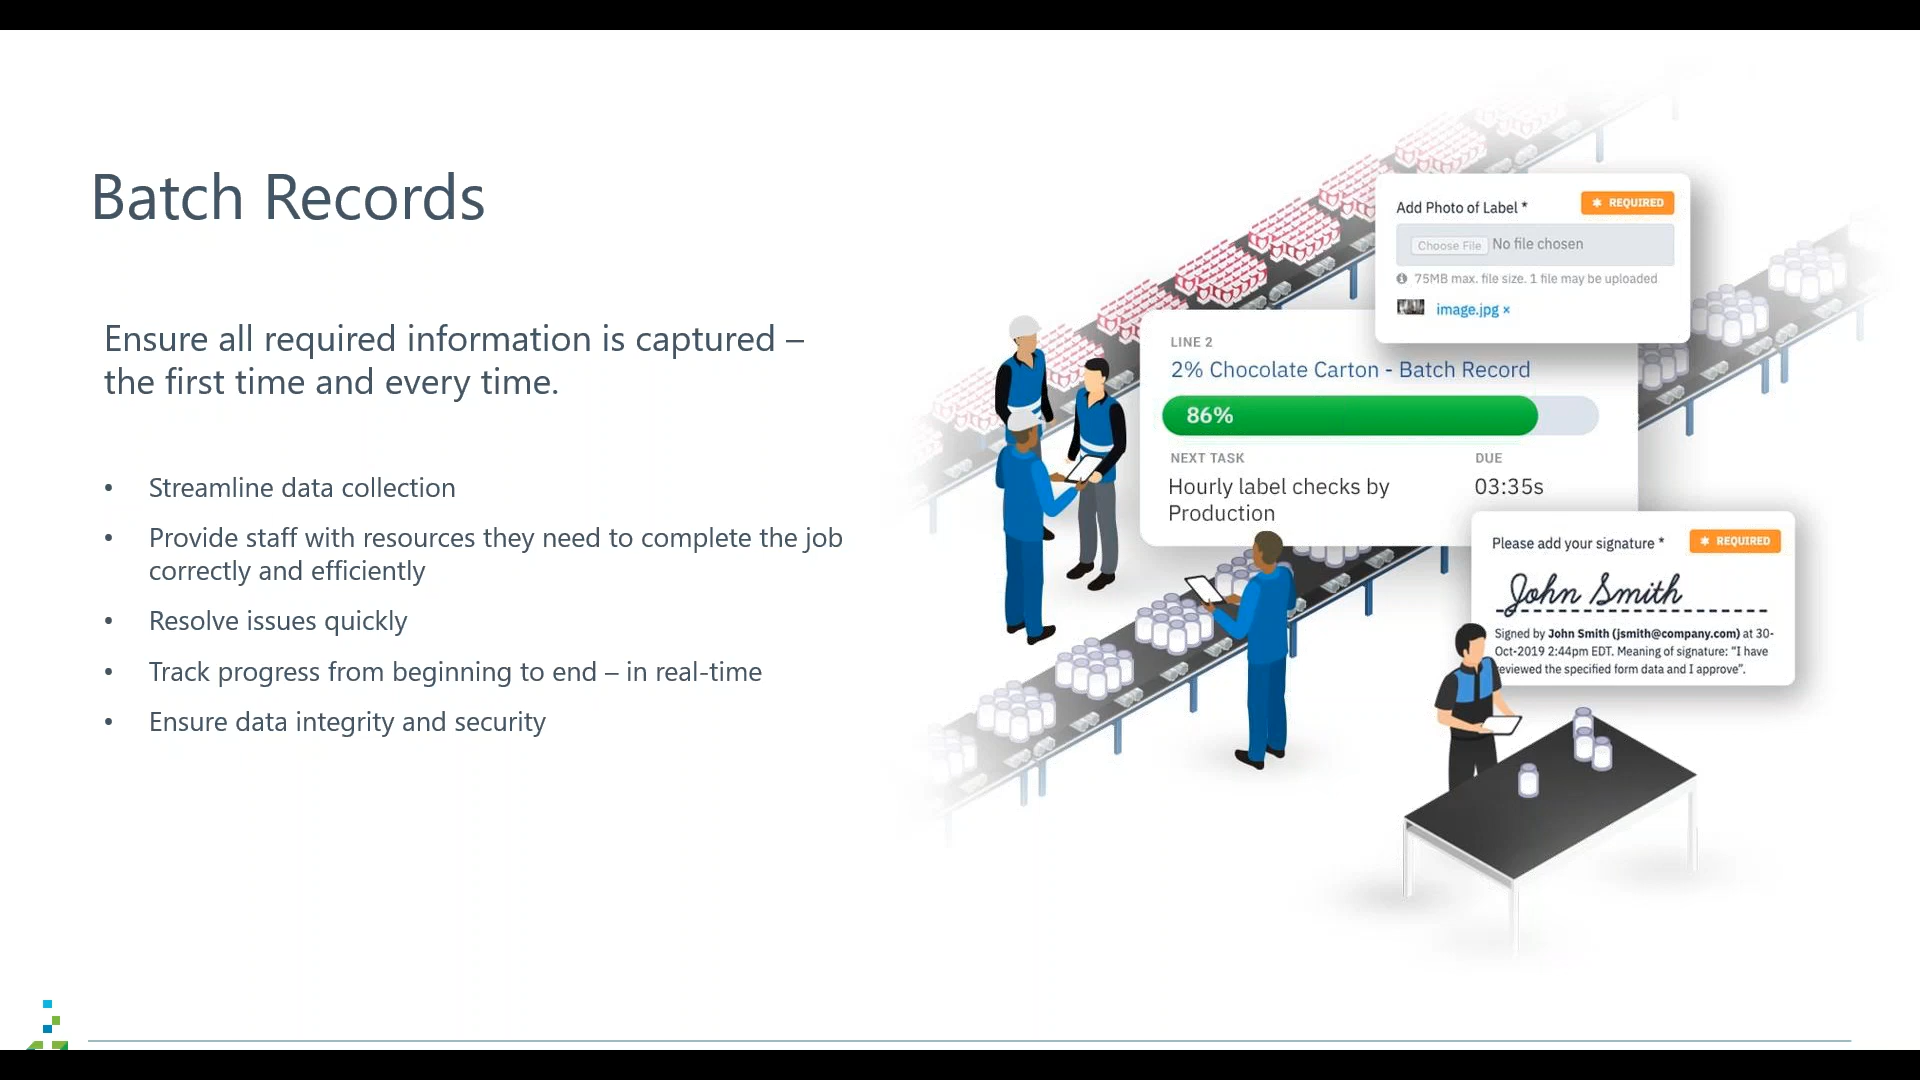 Batch Records
Ensure all required information is captured –
the first time and every time.
• Streamline data collection
• Provide staff with resources they need to complete the job
correctly and efficiently
• Resolve issues quickly
• Track progress from beginning to end – in real-time
• Ensure data integrity and security
Add Photo of Label *
✱ REQUIRED
Choose File No file chosen
75MB max. file size. 1 file may be uploaded
image.jpg ×
LINE 2
2% Chocolate Carton - Batch Record
86%
NEXT TASK
DUE
Hourly label checks by
Production
03:35s
Please add your signature *
✱ REQUIRED
John Smith
Signed by John Smith (jsmith@company.com) at 30-
Oct-2019 2:44pm EDT. Meaning of signature: “I have
reviewed the specified form data and I approve”.